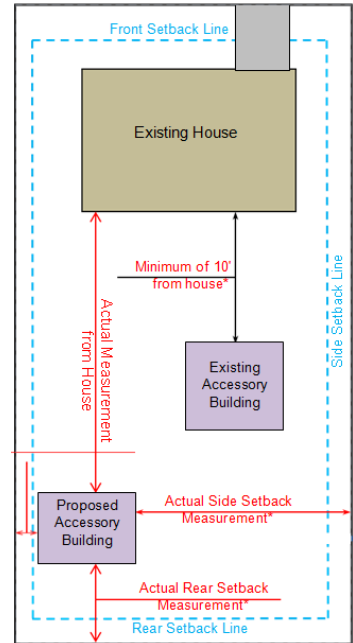 Front Setback Line
Existing House
Minimum of 10'
from house*
Actual Measurement
from House
Side Setback Line
Existing
Accessory
Building
Proposed
Accessory
Building
Actual Side Setback
Measurement*
Actual Rear Setback
Measurement*
Rear Setback Line